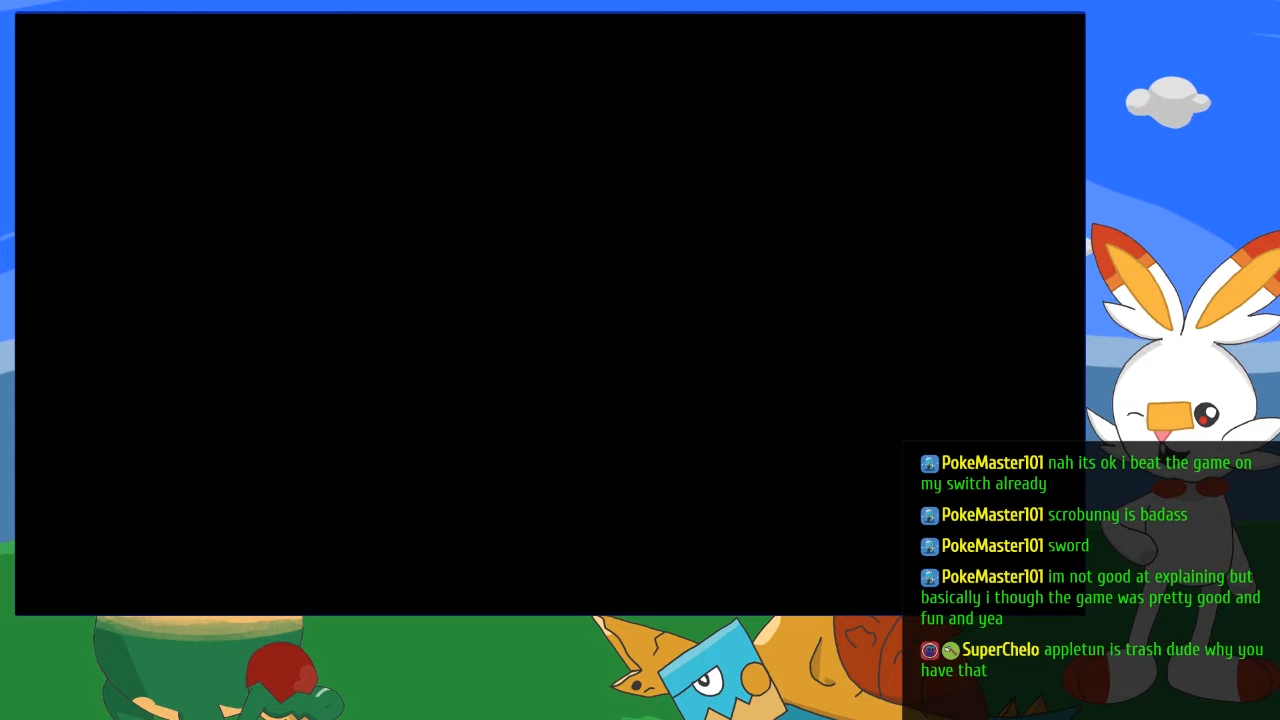 PokeMaster101 nah its ok i beat the game on
my switch already
PokeMaster101 scrobunny is badass
PokeMaster101 sword
PokeMaster101 im not good at explaining but
basically i though the game was pretty good and
fun and yea
SuperChelo appletun is trash dude why you
have that